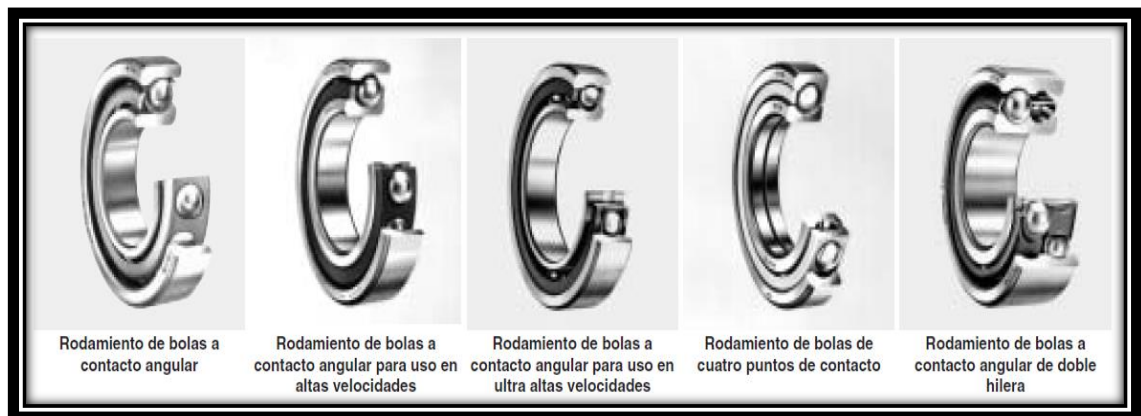 Rodamiento de bolas a
contacto angular
Rodamiento de bolas a
contacto angular para uso en
altas velocidades
Rodamiento de bolas a
contacto angular para uso en
ultra altas velocidades
Rodamiento de bolas de
cuatro puntos de contacto
Rodamiento de bolas a
contacto angular de doble
hilera